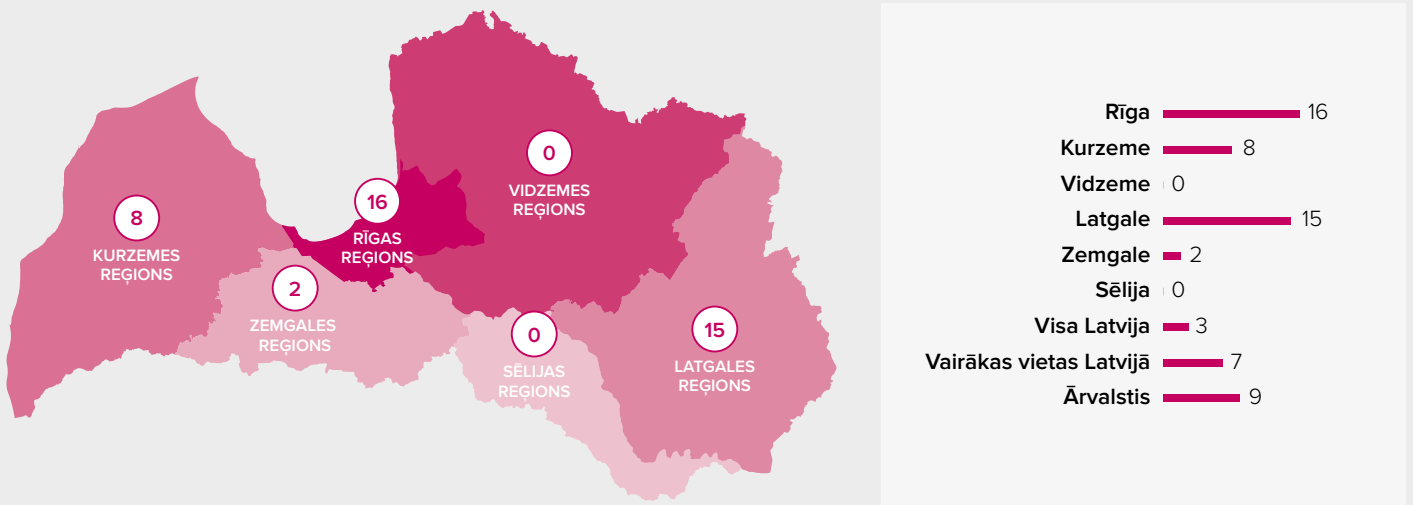 0
VIDZEMES
REĢIONS
16
RĪGAS
REĢIONS
8
KURZEMES
REĢIONS
2
ZEMGALES
REĢIONS
0
SĒLIJAS
REĢIONS
15
LATGALES
REĢIONS
Rīga 16
Kurzeme 8
Vidzeme 0
Latgale 15
Zemgale 2
Sēlija 0
Visa Latvija 3
Vairākas vietas Latvijā 7
Ārvalstis 9